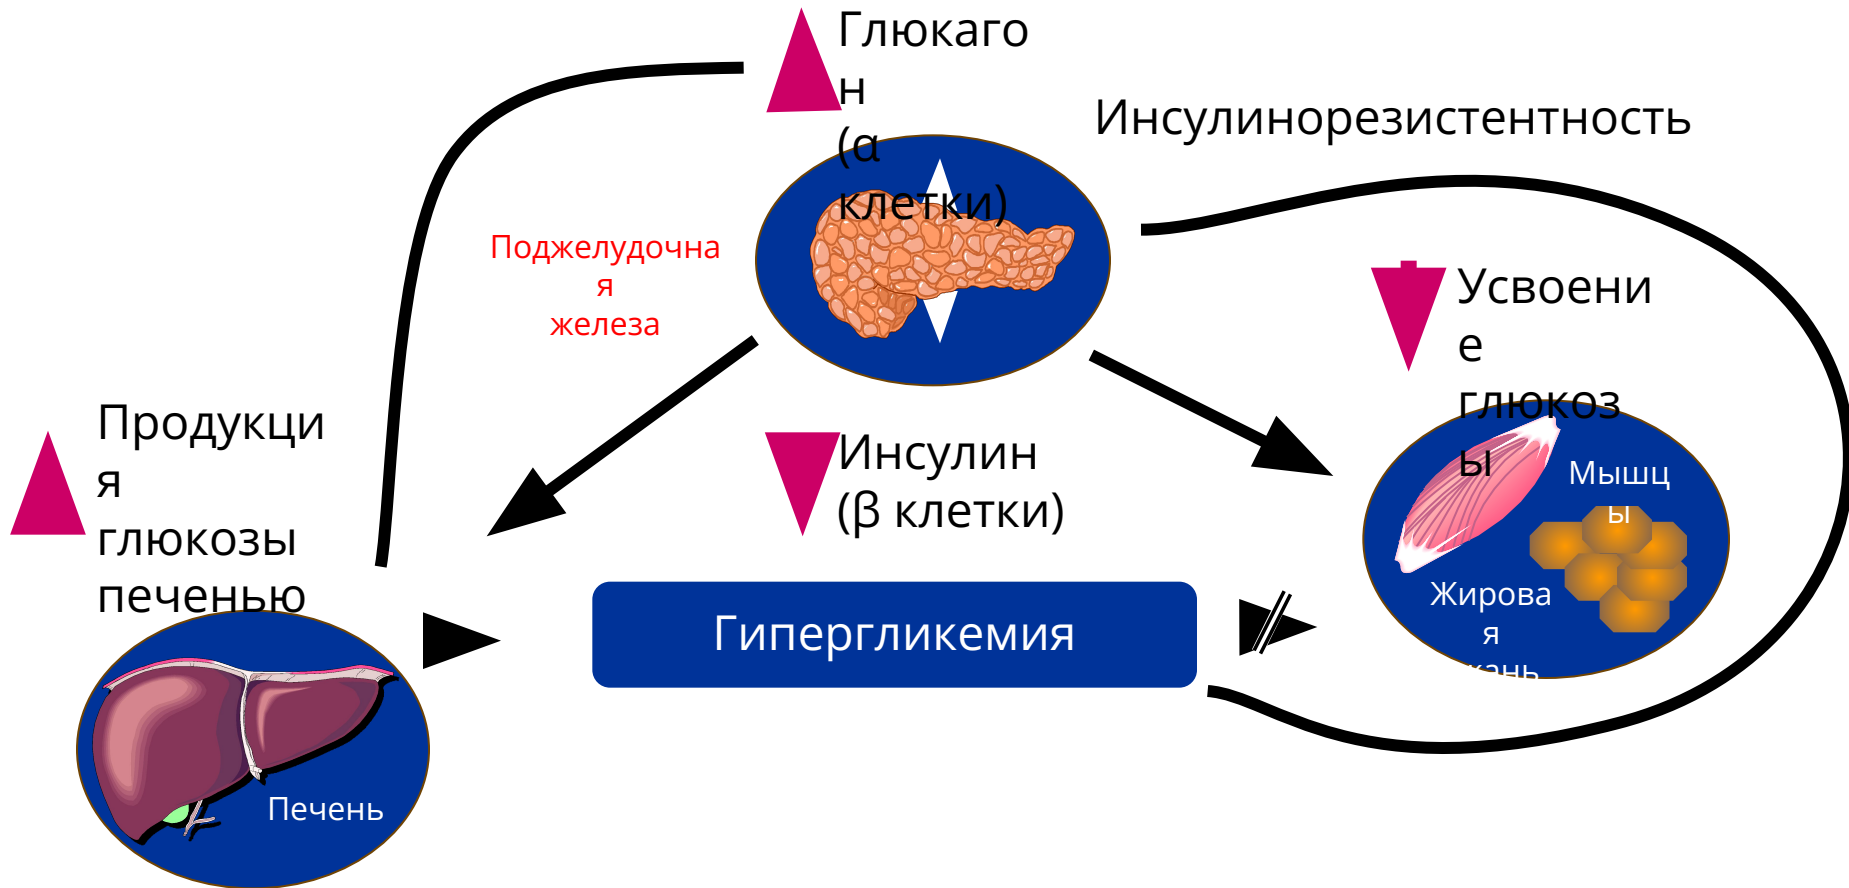 Глюкаго
н
(α
клетки)
Инсулинорезистентность
Поджелудочна
я
железа
Усвоени
е
глюкоз
ы
Продукци
я
глюкозы
печенью
Инсулин
(β клетки)
Мышц
ы
Жирова
я
Гипергликемия
Печень